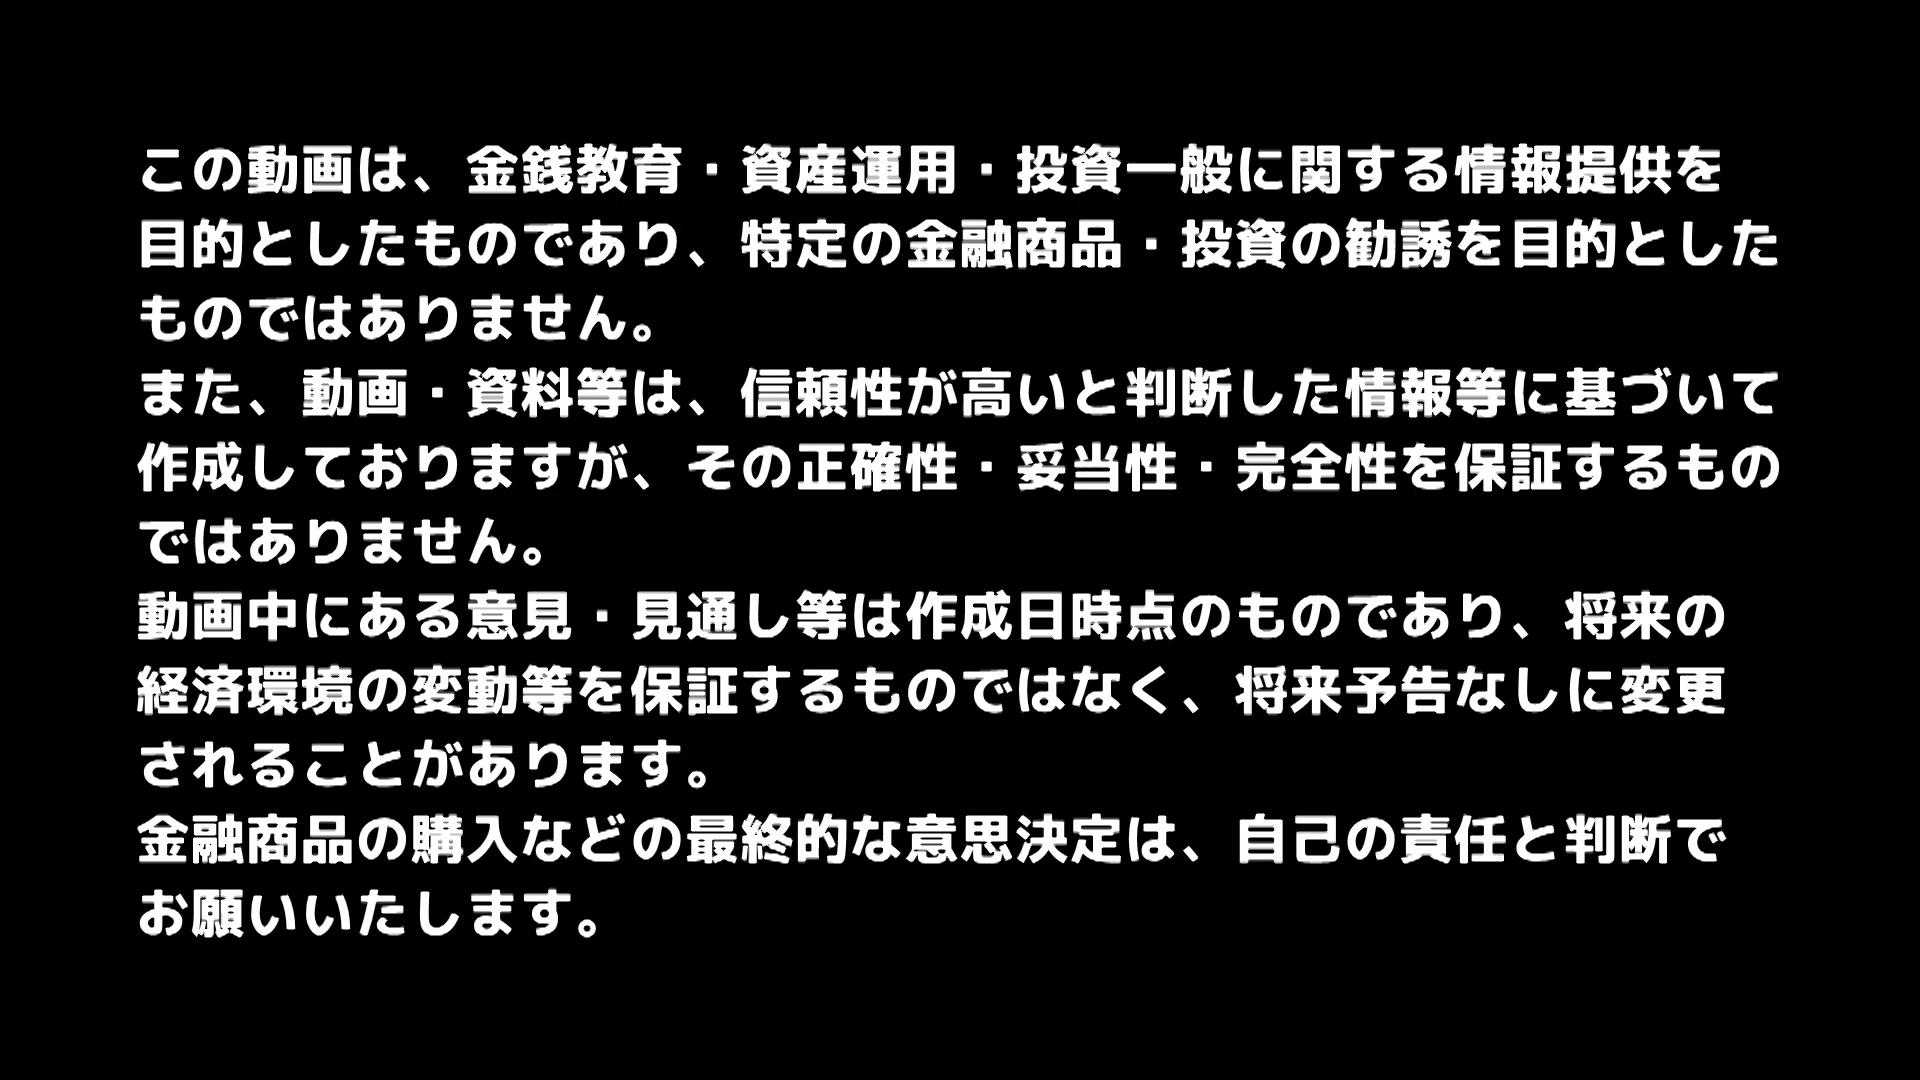 この動画は、金銭教育・資産運用・投資一般に関する情報提供を
目的としたものであり、特定の金融商品・投資の勧誘を目的とした
ものではありません。
また、動画・資料等は、信頼性が高いと判断した情報等に基づいて
作成しておりますが、その正確性・妥当性・完全性を保証するもの
ではありません。
動画中にある意見・見通し等は作成日時点のものであり、将来の
経済環境の変動等を保証するものではなく、将来予告なしに変更
されることがあります。
金融商品の購入などの最終的な意思決定は、自己の責任と判断で
お願いいたします。